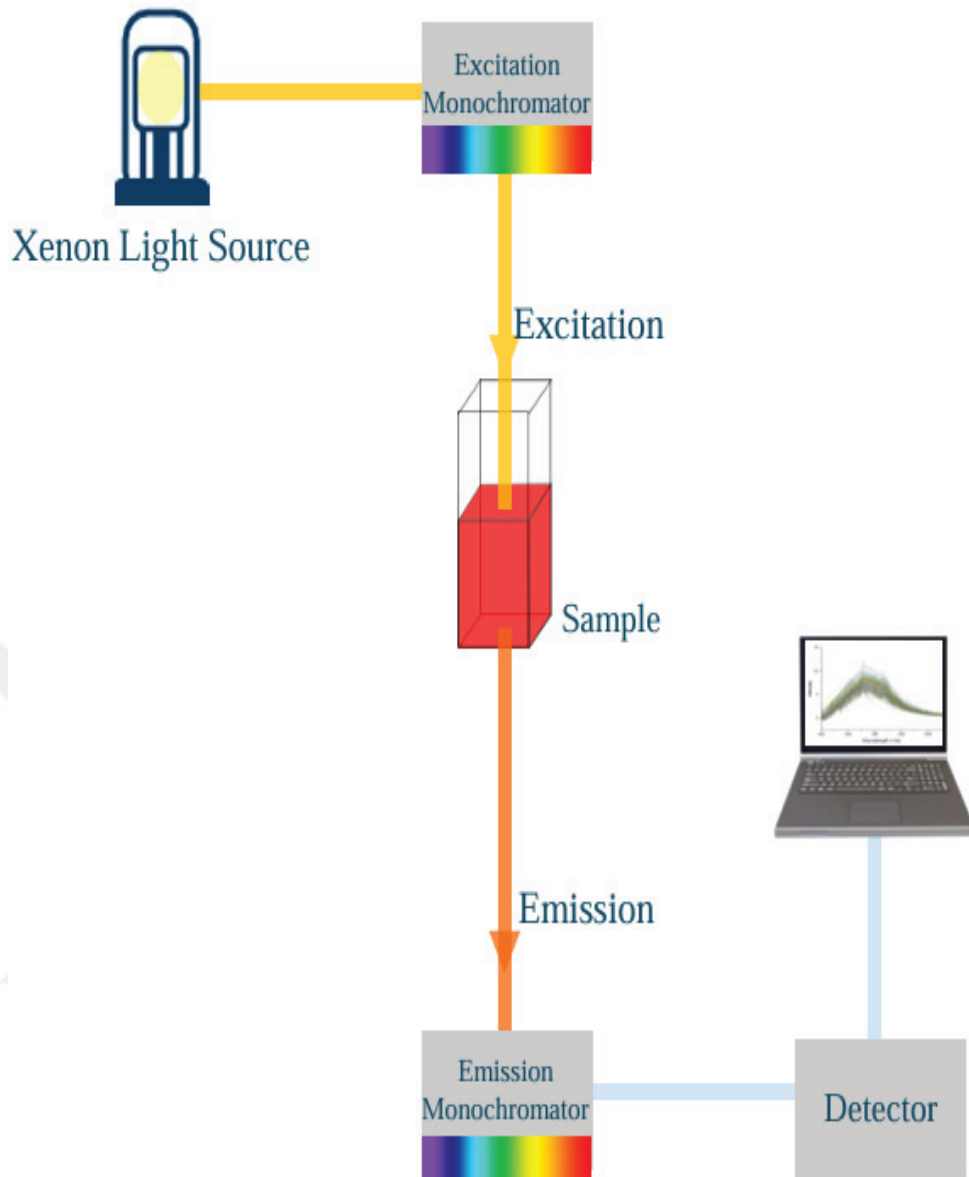 Excitation
Monochromator
Xenon Light Source
Excitation
Sample
Emission
Emission
Monochromator
Detector